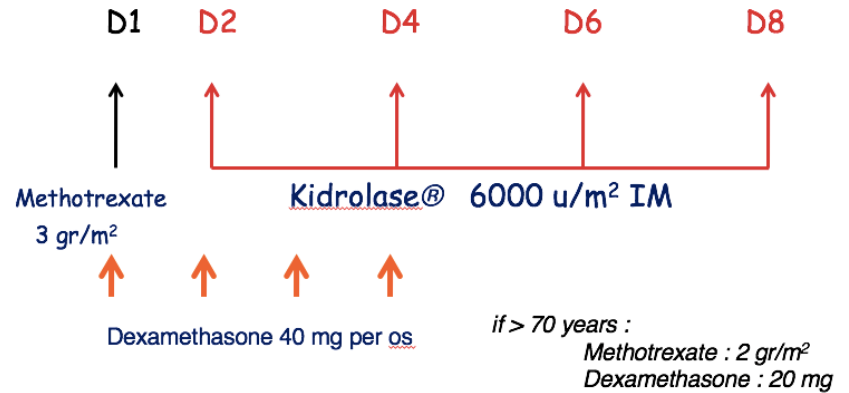 D1 D2 D4 D6 D8
Methotrexate
3 gr/m²
Kidrolase® 6000 u/m² IM
Dexamethasone 40 mg per os
if > 70 years :
Methotrexate : 2 gr/m²
Dexamethasone : 20 mg